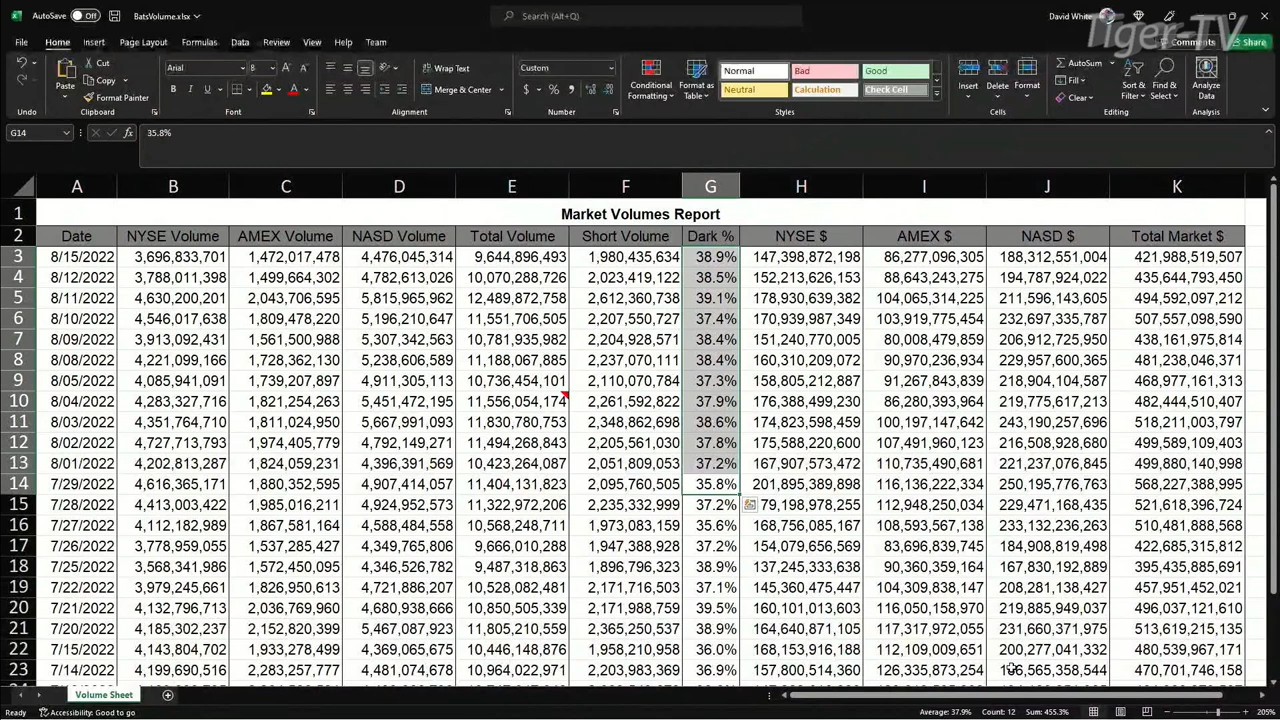 AutoSave Off BatsVolume.xlsx Search (Alt+Q) David White
Tiger-TV
File Home Insert Page Layout Formulas Data Review View Help Team Comments Share
Paste Cut Copy Format Painter
Arial 8 Wrap Text Merge & Center Custom
Conditional Formatting Format as Table
Normal Bad Good
Neutral Calculation Check Cell
Insert Delete Format AutoSum Fill Clear Sort & Filter Find & Select Analyze Data
Undo Clipboard Font Alignment Number Styles Cells Editing Analysis
G14 fx 35.8%
A B C D E F G H I J K
1 Market Volumes Report
2 Date NYSE Volume AMEX Volume NASD Volume Total Volume Short Volume Dark % NYSE $ AMEX $ NASD $ Total Market $
3 8/15/2022 3,696,833,701 1,472,017,478 4,476,045,314 9,644,896,493 1,980,435,634 38.9% 147,398,872,198 86,277,096,305 188,312,551,004 421,988,519,507
4 8/12/2022 3,788,011,388 1,499,664,302 4,782,613,026 10,070,288,726 2,023,419,122 38.5% 152,213,626,153 88,643,243,275 194,787,924,022 435,644,793,450
5 8/11/2022 4,630,200,201 2,043,706,595 5,815,965,962 12,489,872,758 2,612,360,738 39.1% 178,930,639,382 104,065,314,225 211,596,143,605 494,592,097,212
6 8/10/2022 4,546,017,638 1,809,478,220 5,196,210,647 11,551,706,505 2,207,550,727 37.4% 170,939,987,349 103,919,775,454 232,697,335,787 507,557,098,590
7 8/09/2022 3,913,092,431 1,561,500,988 5,307,342,563 10,781,935,982 2,204,928,571 38.4% 151,240,770,005 80,008,479,859 206,912,725,950 438,161,975,814
8 8/08/2022 4,221,099,166 1,728,362,130 5,238,606,589 11,188,067,885 2,237,070,111 38.4% 160,310,209,072 90,970,236,934 229,957,600,365 481,238,046,371
9 8/05/2022 4,085,941,091 1,739,207,897 4,911,305,113 10,736,454,101 2,110,070,784 37.3% 158,805,212,887 91,267,843,839 218,904,104,587 468,977,161,313
10 8/04/2022 4,283,327,716 1,821,254,263 5,451,472,195 11,556,054,174 2,261,592,822 37.9% 176,388,499,230 86,280,393,964 219,775,617,213 482,444,510,407
11 8/03/2022 4,351,764,710 1,811,024,950 5,667,991,093 11,830,780,753 2,348,862,698 38.6% 174,823,598,459 100,197,147,642 243,190,257,696 518,211,003,797
12 8/02/2022 4,727,713,793 1,974,405,779 4,792,149,271 11,494,268,843 2,205,561,030 37.8% 175,588,220,600 107,491,960,123 216,508,928,680 499,589,109,403
13 8/01/2022 4,202,813,287 1,824,059,231 4,396,391,569 10,423,264,087 2,051,809,053 37.2% 167,907,573,472 110,735,490,681 221,237,076,845 499,880,140,998
14 7/29/2022 4,616,365,171 1,880,352,595 4,907,414,057 11,404,131,823 2,095,760,505 35.8% 201,895,389,898 116,136,222,334 250,195,776,763 568,227,388,995
15 7/28/2022 4,413,003,422 1,985,016,211 4,924,952,573 11,322,972,206 2,235,332,999 37.2% 79,198,978,255 112,948,250,034 229,471,168,435 521,618,396,724
16 7/27/2022 4,112,182,989 1,867,581,164 4,588,484,558 10,568,248,711 1,973,083,159 35.6% 168,756,085,167 108,593,567,138 233,132,236,263 510,481,888,568
17 7/26/2022 3,778,959,055 1,537,285,427 4,349,765,806 9,666,010,288 1,947,388,928 37.2% 154,079,656,569 83,696,839,745 184,908,819,498 422,685,315,812
18 7/25/2022 3,568,341,986 1,572,450,095 4,346,526,782 9,487,318,863 1,896,796,323 38.9% 137,245,333,638 90,360,359,164 167,830,192,889 395,435,885,691
19 7/22/2022 3,979,245,661 1,826,950,613 4,721,886,207 10,528,082,481 2,171,716,503 37.1% 145,360,475,447 104,309,838,147 208,281,138,427 457,951,452,021
20 7/21/2022 4,132,796,713 2,036,769,960 4,680,938,666 10,850,505,339 2,171,988,759 39.5% 160,101,013,603 116,050,158,970 219,885,949,037 496,037,121,610
21 7/20/2022 4,185,302,237 2,152,820,399 5,467,087,923 11,805,210,559 2,365,250,537 38.9% 164,640,871,105 117,317,972,055 231,660,371,975 513,619,215,135
22 7/15/2022 4,143,804,702 1,933,278,499 4,369,065,675 10,446,148,876 1,958,210,958 36.0% 168,153,916,188 112,109,009,651 200,277,041,332 480,539,967,171
23 7/14/2022 4,199,690,516 2,283,257,777 4,481,074,678 10,964,022,971 2,203,983,369 36.9% 157,800,514,360 126,335,873,254 186,565,358,544 470,701,746,158
Volume Sheet
Ready Accessibility: Good to go Average: 37.9% Count: 12 Sum: 455.3% 205%